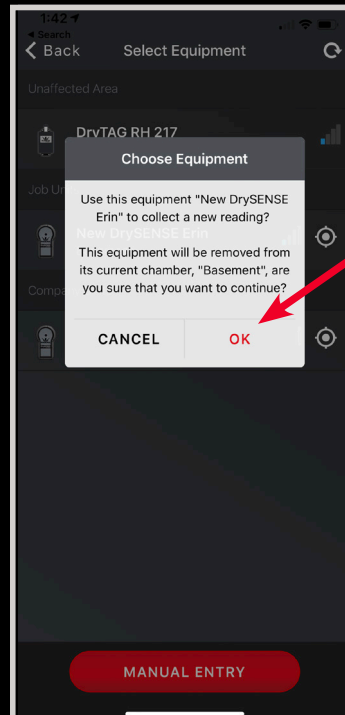 1:42
Search
Back Select Equipment
Unaffected Area
DryTAG RH 217
Choose Equipment
Job Un
Use this equipment "New DrySENSE
Erin" to collect a new reading?
New DrySENSE Erin
This equipment will be removed from
its current chamber, "Basement", are
you sure that you want to continue?
Compa
CANCEL OK
MANUAL ENTRY